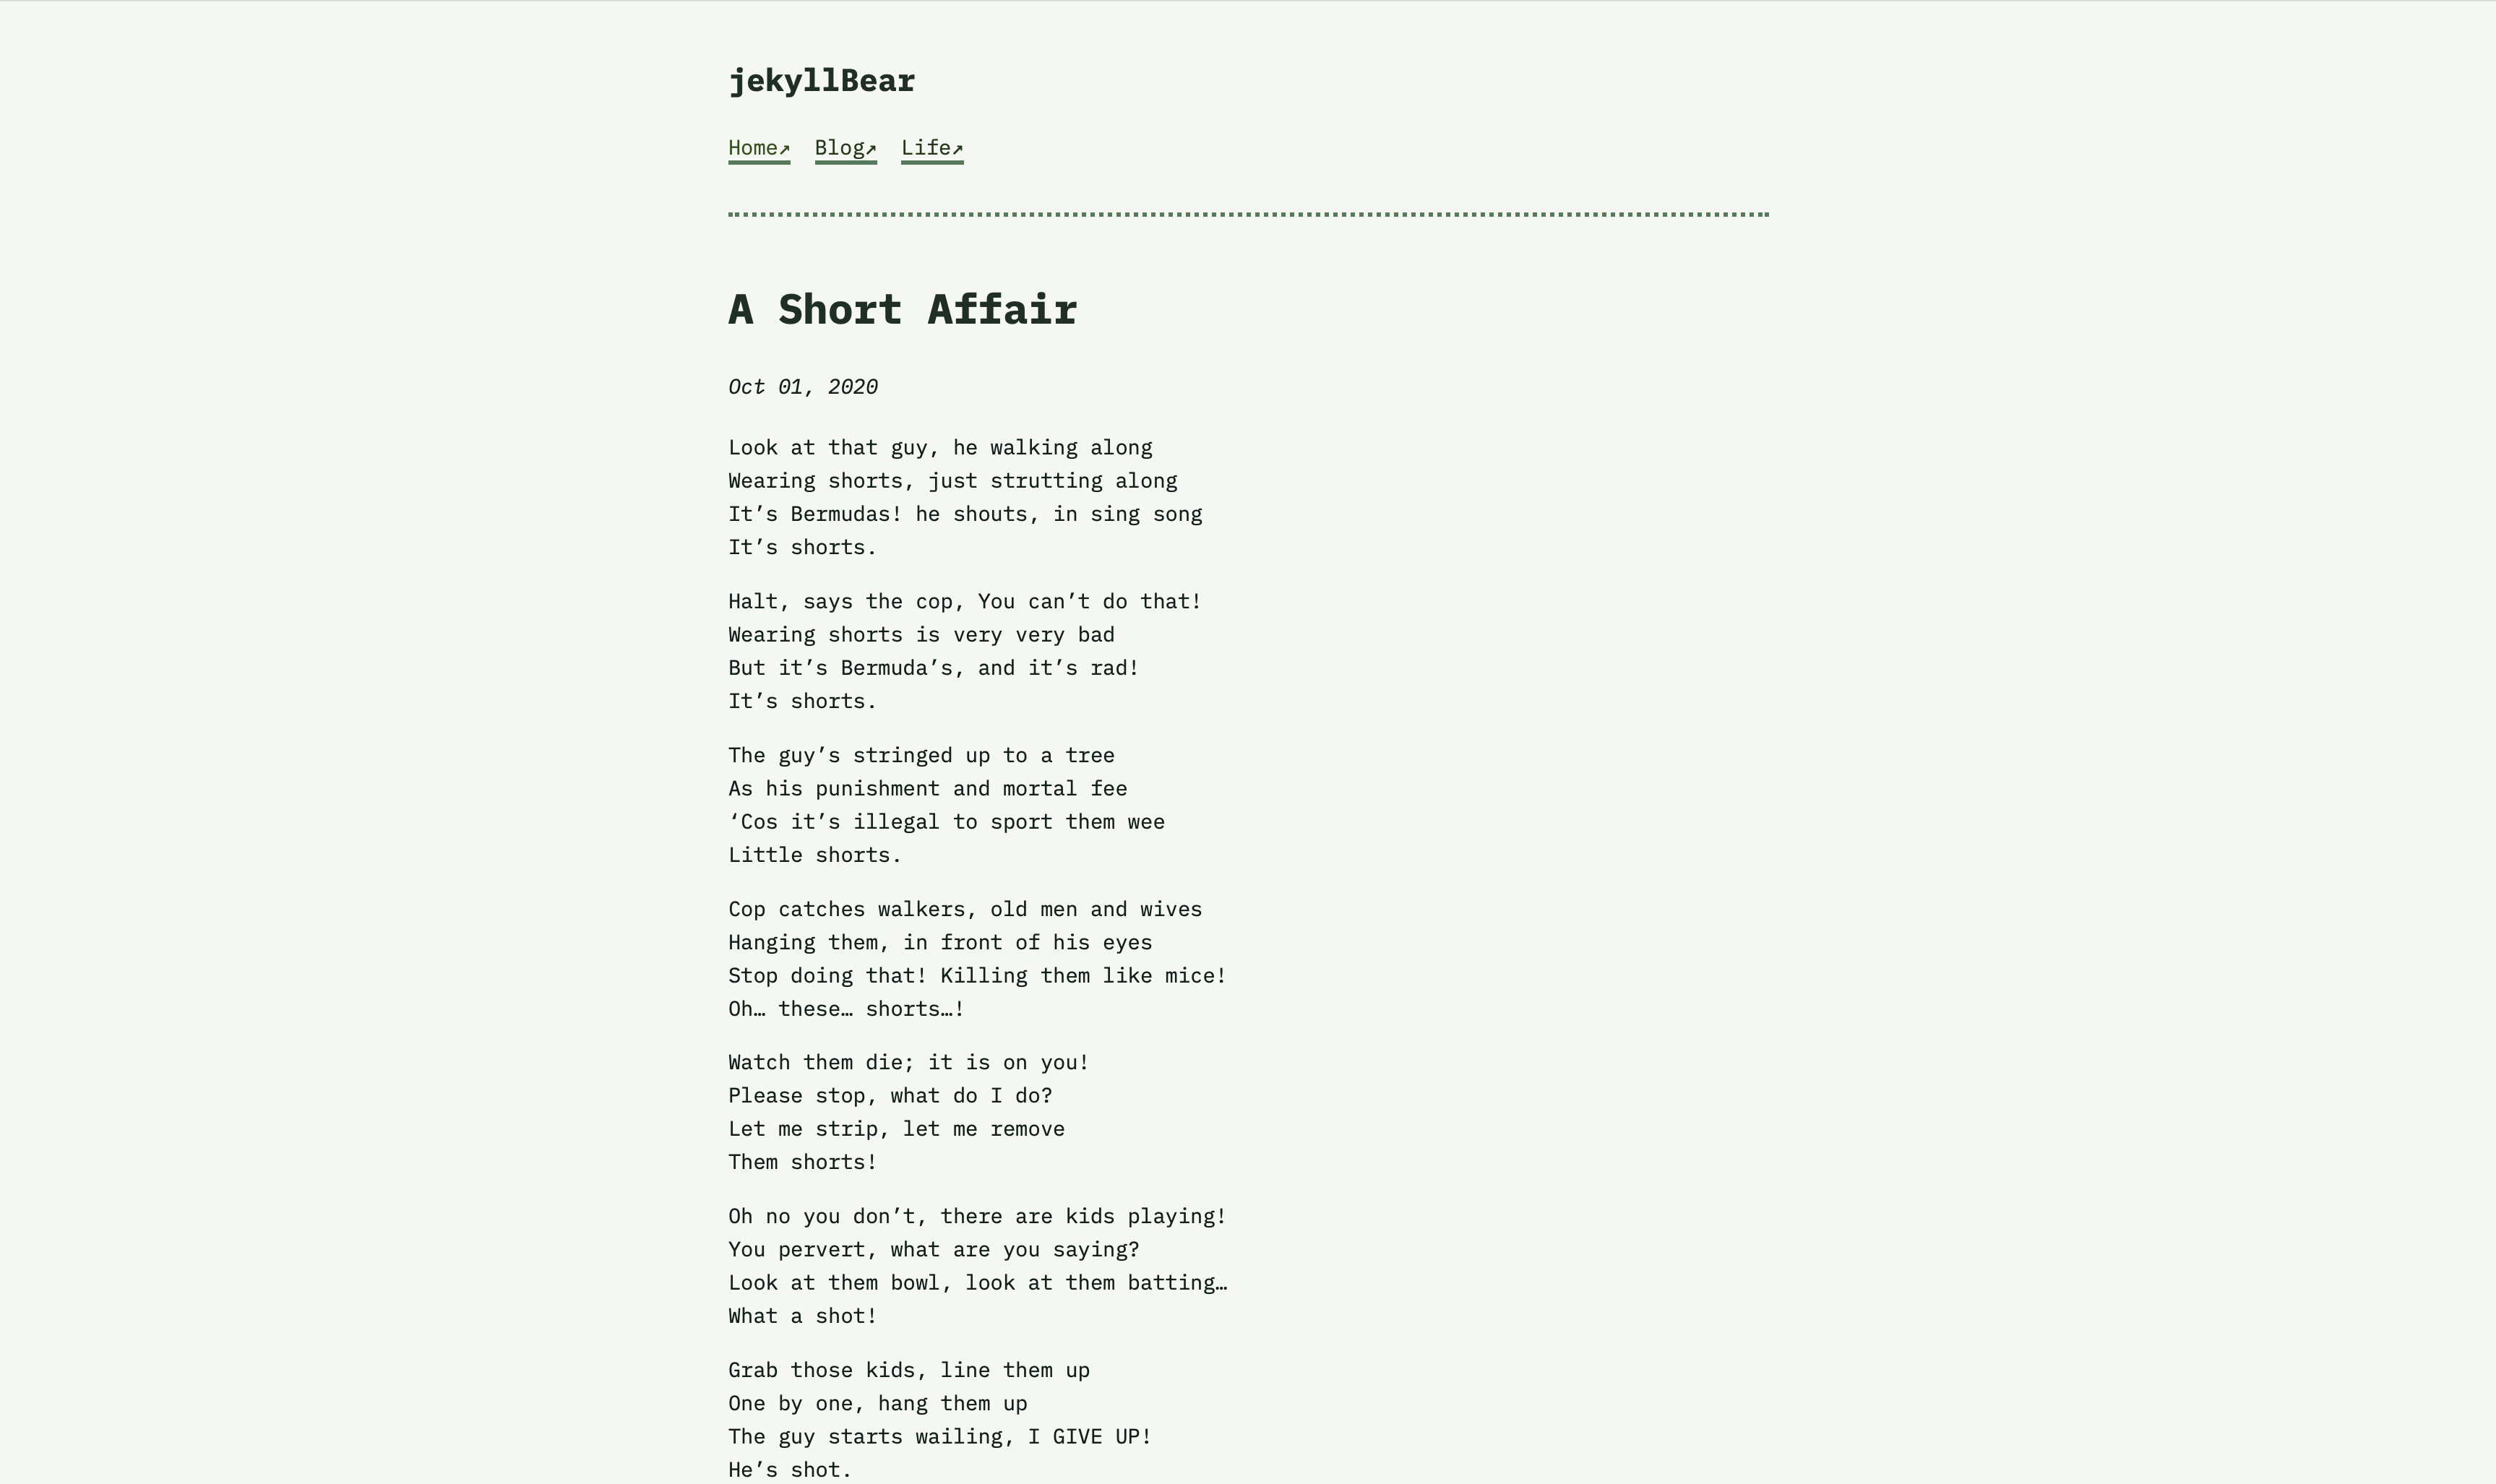 jekyllBear
Home↗ Blog↗ Life↗
A Short Affair
Oct 01, 2020
Look at that guy, he walking along
Wearing shorts, just strutting along
It’s Bermudas! he shouts, in sing song
It’s shorts.
Halt, says the cop, You can’t do that!
Wearing shorts is very very bad
But it’s Bermuda’s, and it’s rad!
It’s shorts.
The guy’s stringed up to a tree
As his punishment and mortal fee
‘Cos it’s illegal to sport them wee
Little shorts.
Cop catches walkers, old men and wives
Hanging them, in front of his eyes
Stop doing that! Killing them like mice!
Oh… these… shorts…!
Watch them die; it is on you!
Please stop, what do I do?
Let me strip, let me remove
Them shorts!
Oh no you don’t, there are kids playing!
You pervert, what are you saying?
Look at them bowl, look at them batting…
What a shot!
Grab those kids, line them up
One by one, hang them up
The guy starts wailing, I GIVE UP!
He’s shot.